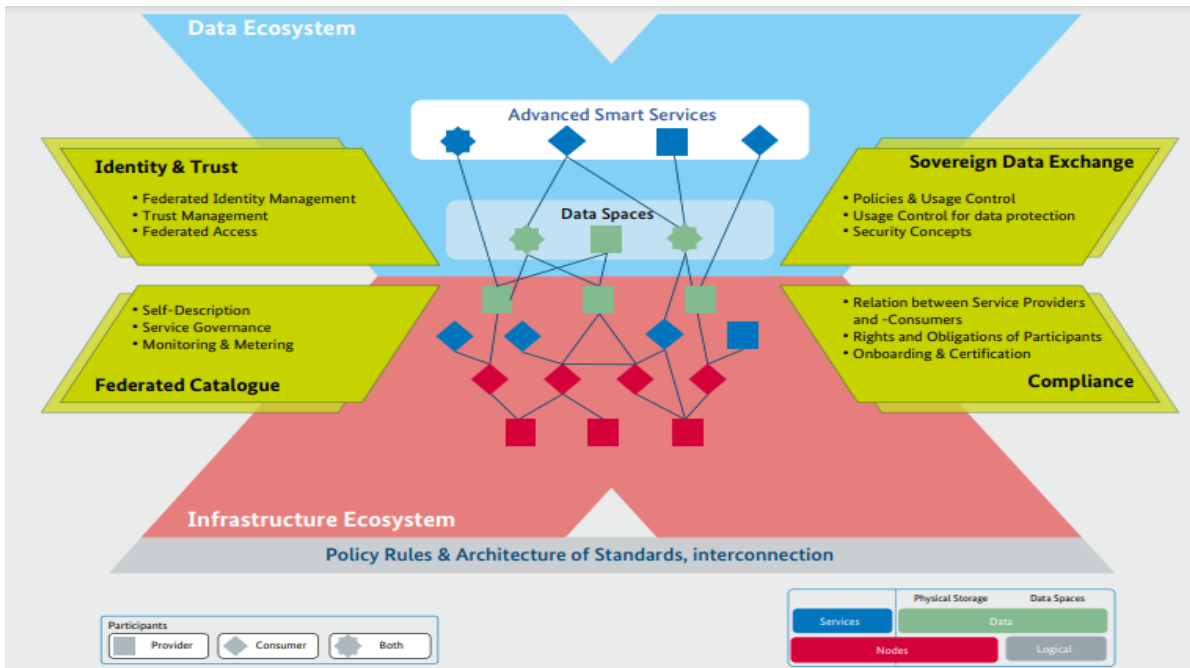 Data Ecosystem
Advanced Smart Services
Identity & Trust
• Federated Identity Management
• Trust Management
• Federated Access
Sovereign Data Exchange
• Policies & Usage Control
• Usage Control for data protection
• Security Concepts
Data Spaces
• Self-Description
• Service Governance
• Monitoring & Metering
Federated Catalogue
• Relation between Service Providers
and -Consumers
• Rights and Obligations of Participants
• Onboarding & Certification
Compliance
Infrastructure Ecosystem
Policy Rules & Architecture of Standards, interconnection
Participants
Provider
Consumer
Both
Physical Storage
Data Spaces
Services
Data
Nodes
Logical